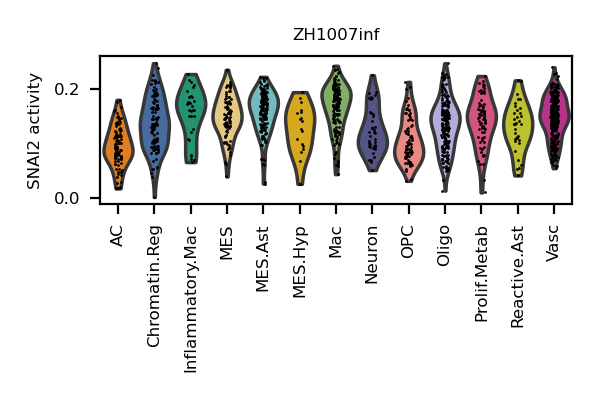 ZH1007inf
SNAI2 activity
0.2
0.0
AC
Chromatin.Reg
Inflammatory.Mac
MES
MES.Ast
MES.Hyp
Mac
Neuron
OPC
Oligo
Prolif.Metab
Reactive.Ast
Vasc